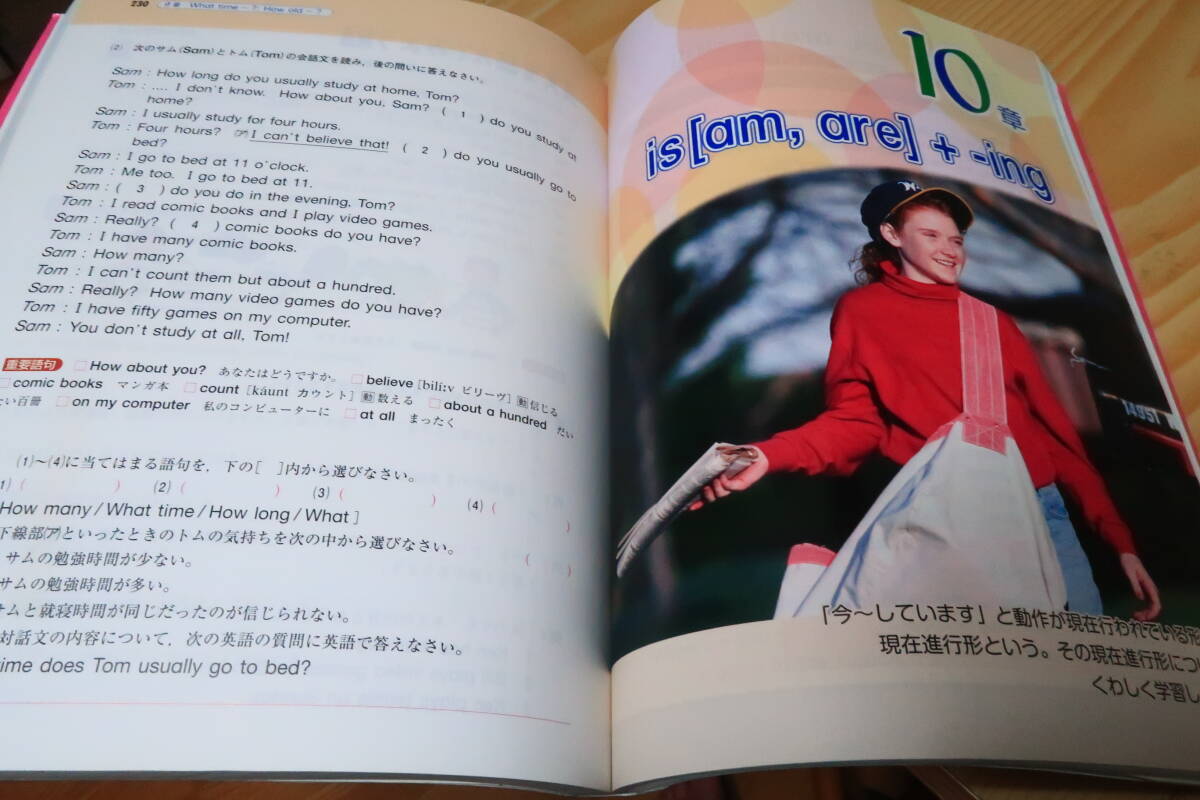 230 9章 What time ~?; How old ~?
(2) 次のサム(Sam)とトム(Tom)の会話文を読み，後の問いに答えなさい。
Sam : How long do you usually study at home, Tom?
Tom : .... I don't know. How about you, Sam? ( 1 ) do you study at
home?
Sam : I usually study for four hours.
Tom : Four hours? (ア)I can't believe that! ( 2 ) do you usually go to
bed?
Sam : I go to bed at 11 o'clock.
Tom : Me too. I go to bed at 11.
Sam : ( 3 ) do you do in the evening, Tom?
Tom : I read comic books and I play video games.
Sam : Really? ( 4 ) comic books do you have?
Tom : I have many comic books.
Sam : How many?
Tom : I can't count them but about a hundred.
Sam : Really? How many video games do you have?
Tom : I have fifty games on my computer.
Sam : You don't study at all, Tom!
重要語句 □How about you? あなたはどうですか。 □believe [bilíːv ビリーヴ] 動信じる
□comic books マンガ本 □count [káunt カウント] 動数える □about a hundred だい
たい百冊 □on my computer 私のコンピューターに □at all まったく
(1)～(4)に当てはまる語句を，下の[ ]内から選びなさい。
1) ( ) (2) ( ) (3) ( ) (4) ( )
How many / What time / How long / What ]
下線部(ア)といったときのトムの気持ちを次の中から選びなさい。 ( )
サムの勉強時間が少ない。
サムの勉強時間が多い。
サムと就寝時間が同じだったのが信じられない。
対話文の内容について，次の英語の質問に英語で答えなさい。
time does Tom usually go to bed?
10章
is[am, are] + -ing
14951
「今～しています」と動作が現在行われている形
現在進行形という。その現在進行形につい
くわしく学習し